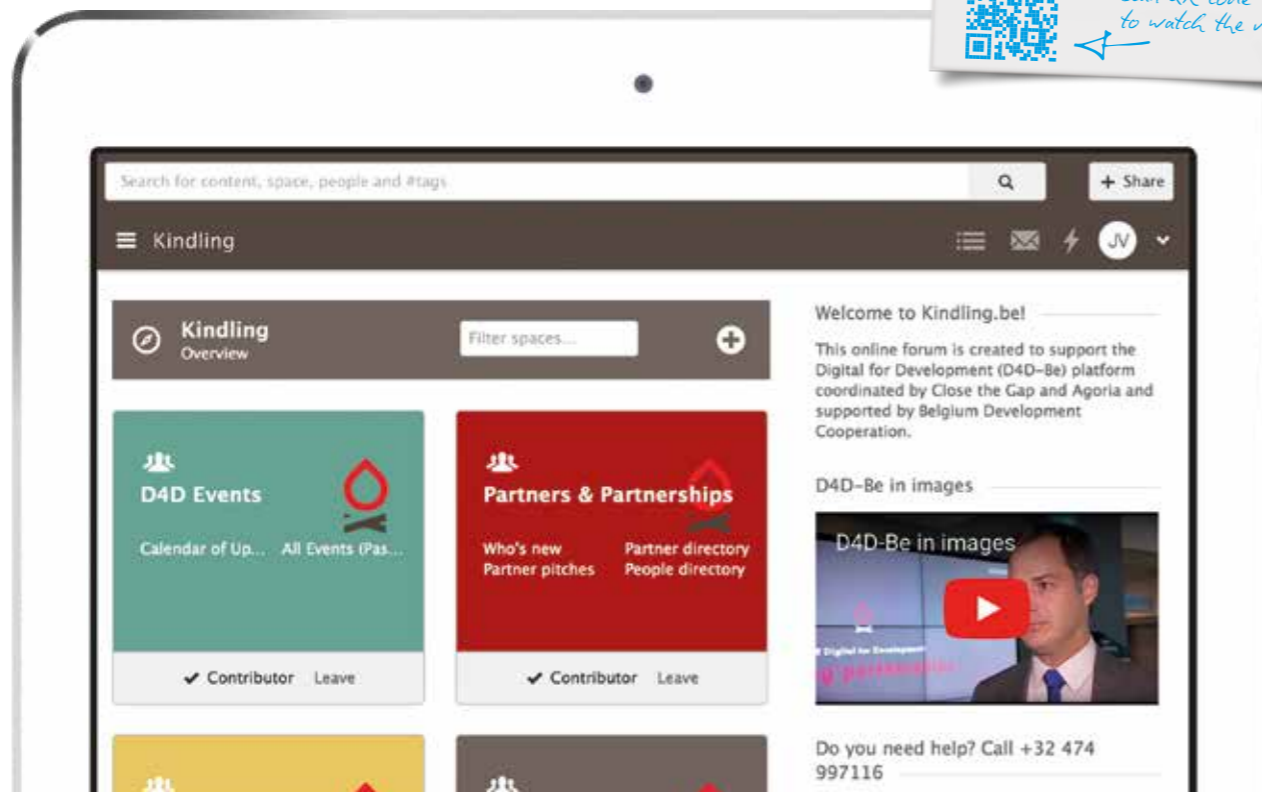 to watch the
Search for content, space, people and #tags
+ Share
Kindling
JV
Kindling
Overview
Filter spaces...
D4D Events
Calendar of Up... All Events (Pas...
Contributor Leave
Partners & Partnerships
Who's new Partner directory
Partner pitches People directory
Contributor Leave
Welcome to Kindling.be!
This online forum is created to support the
Digital for Development (D4D-Be) platform
coordinated by Close the Gap and Agoria and
supported by Belgium Development
Cooperation.
D4D-Be in images
D4D-Be in images
Digital for Development
partnerships
Do you need help? Call +32 474
997116